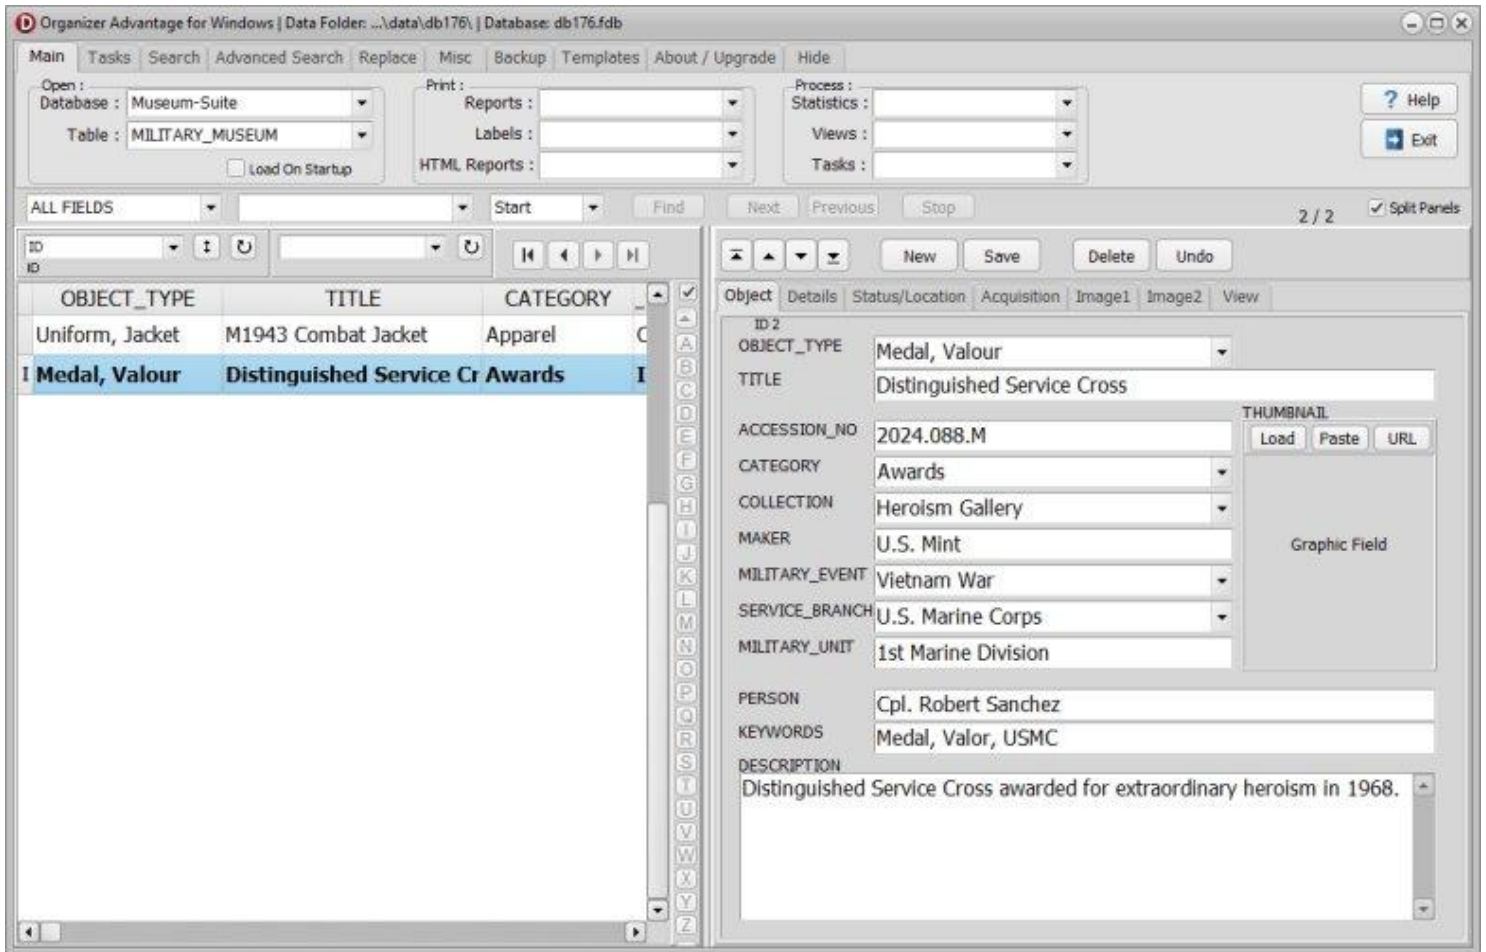 Organizer Advantage for Windows | Data Folder: ...\data\db176\ | Database: db176.fdb
Main Tasks Search Advanced Search Replace Misc Backup Templates About / Upgrade Hide
Open : Print : Process :
Database : Museum-Suite Reports : Statistics : ? Help
Table : MILITARY_MUSEUM Labels : Views : Exit
Load On Startup HTML Reports : Tasks :
ALL FIELDS Start Find Next Previous Stop 2 / 2 Split Panels
ID
ID
New Save Delete Undo
OBJECT_TYPE TITLE CATEGORY
Uniform, Jacket M1943 Combat Jacket Apparel C
I Medal, Valour Distinguished Service Cr Awards I
A
B
C
D
E
F
G
H
I
J
K
L
M
N
O
P
Q
R
S
T
U
V
W
X
Y
Z
Object Details Status/Location Acquisition Image1 Image2 View
ID 2
OBJECT_TYPE Medal, Valour
TITLE Distinguished Service Cross
THUMBNAIL
ACCESSION_NO 2024.088.M Load Paste URL
CATEGORY Awards
COLLECTION Heroism Gallery
MAKER U.S. Mint Graphic Field
MILITARY_EVENT Vietnam War
SERVICE_BRANCH U.S. Marine Corps
MILITARY_UNIT 1st Marine Division
PERSON Cpl. Robert Sanchez
KEYWORDS Medal, Valor, USMC
DESCRIPTION
Distinguished Service Cross awarded for extraordinary heroism in 1968.